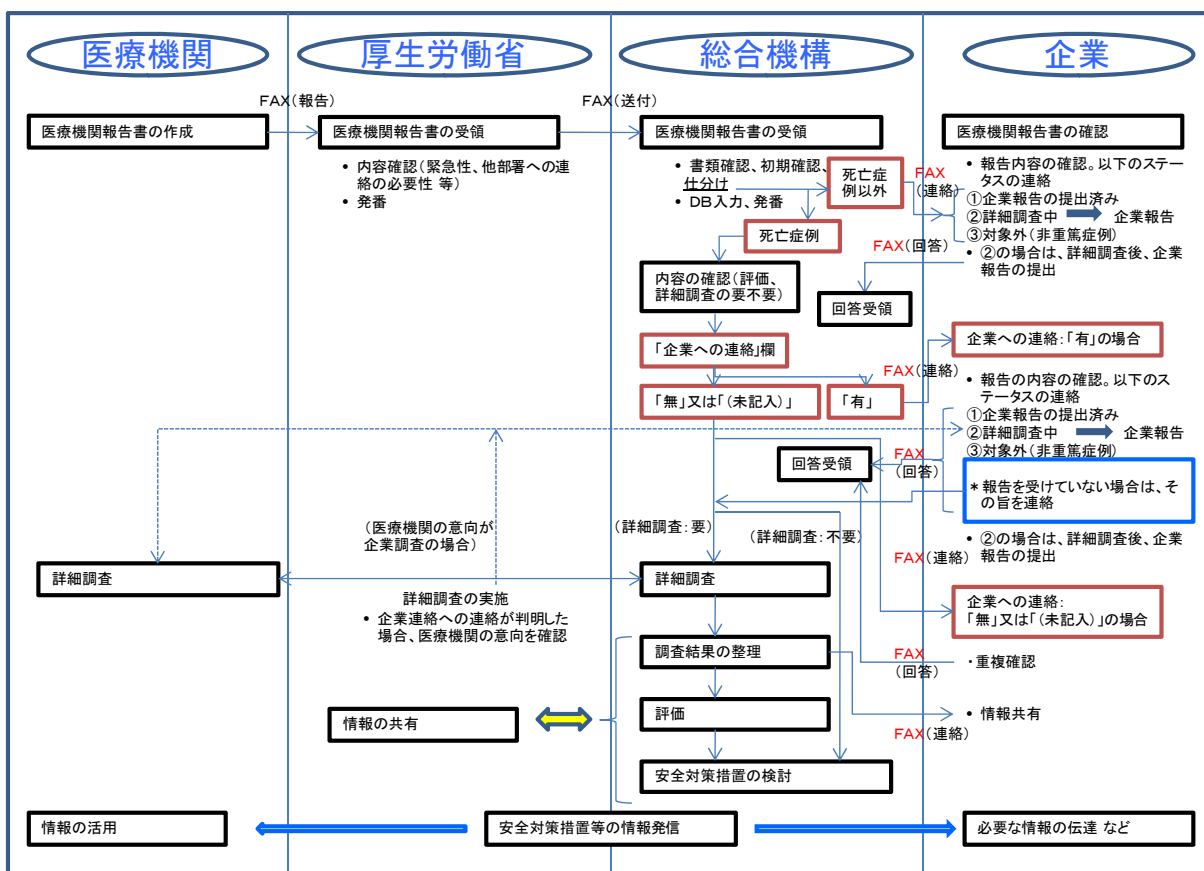 医療機関
厚生労働省
総合機構
企業
FAX(報告)
FAX(送付)
医療機関報告書の作成
医療機関報告書の受領
医療機関報告書の受領
医療機関報告書の確認
• 内容確認(緊急性、他部署への連
絡の必要性 等)
• 発番
• 書類確認、初期確認、
仕分け
• DB入力、発番
死亡症
例以外
FAX
(連絡)
• 報告内容の確認。以下のステー
タスの連絡
①企業報告の提出済み
②詳細調査中
企業報告
③対象外(非重篤症例)
• ②の場合は、詳細調査後、企業
報告の提出
死亡症例
FAX(回答)
内容の確認(評価、
詳細調査の要不要)
回答受領
「企業への連絡」欄
企業への連絡:「有」の場合
FAX(連絡)
「無」又は「(未記入)」
「有」
• 報告の内容の確認。以下のス
テータスの連絡
①企業報告の提出済み
②詳細調査中
企業報告
③対象外(非重篤症例)
回答受領
FAX
(回答)
*報告を受けていない場合は、そ
の旨を連絡
(医療機関の意向が
企業調査の場合)
(詳細調査:要)
(詳細調査:不要)
• ②の場合は、詳細調査後、企業
報告の提出
FAX(連絡)
詳細調査
詳細調査
詳細調査の実施
• 企業連絡への連絡が判明した
場合、医療機関の意向を確認
企業への連絡:
「無」又は「(未記入)」の場合
調査結果の整理
FAX
(回答)
・重複確認
情報の共有
評価
• 情報共有
FAX(連絡)
安全対策措置の検討
情報の活用
安全対策措置等の情報発信
必要な情報の伝達 など